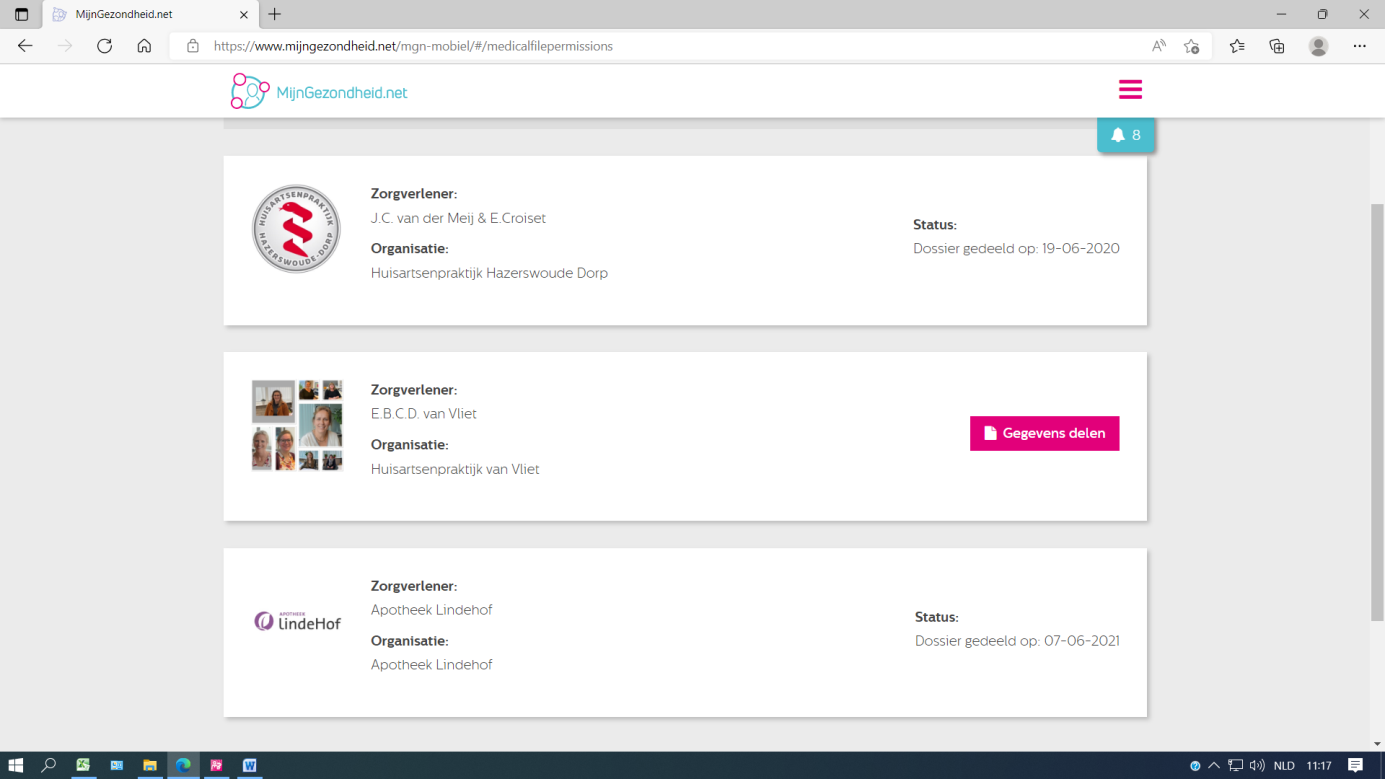 MijnGezondheid.net
https://www.mijngezondheid.net/mgn-mobiel/#/medicalfilepermissions
MijnGezondheid.net
8
HUISARTSENPRAKTIJK
HAZERSWOUDE-DORP
Zorgverlener:
J.C. van der Meij & E.Croiset
Organisatie:
Huisartsenpraktijk Hazerswoude Dorp
Status:
Dossier gedeeld op: 19-06-2020
Zorgverlener:
E.B.C.D. van Vliet
Organisatie:
Huisartsenpraktijk van Vliet
Gegevens delen
APOTHEEK
lindeHof
Zorgverlener:
Apotheek Lindehof
Organisatie:
Apotheek Lindehof
Status:
Dossier gedeeld op: 07-06-2021
NLD 11:17